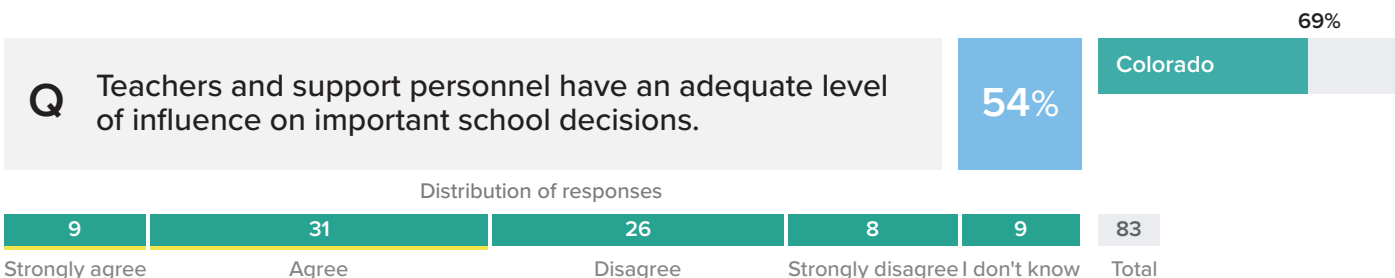 69%
Q Teachers and support personnel have an adequate level
of influence on important school decisions.
54%
Colorado
Distribution of responses
9 31 26 8 9 83
Strongly agree Agree Disagree Strongly disagree I don't know Total